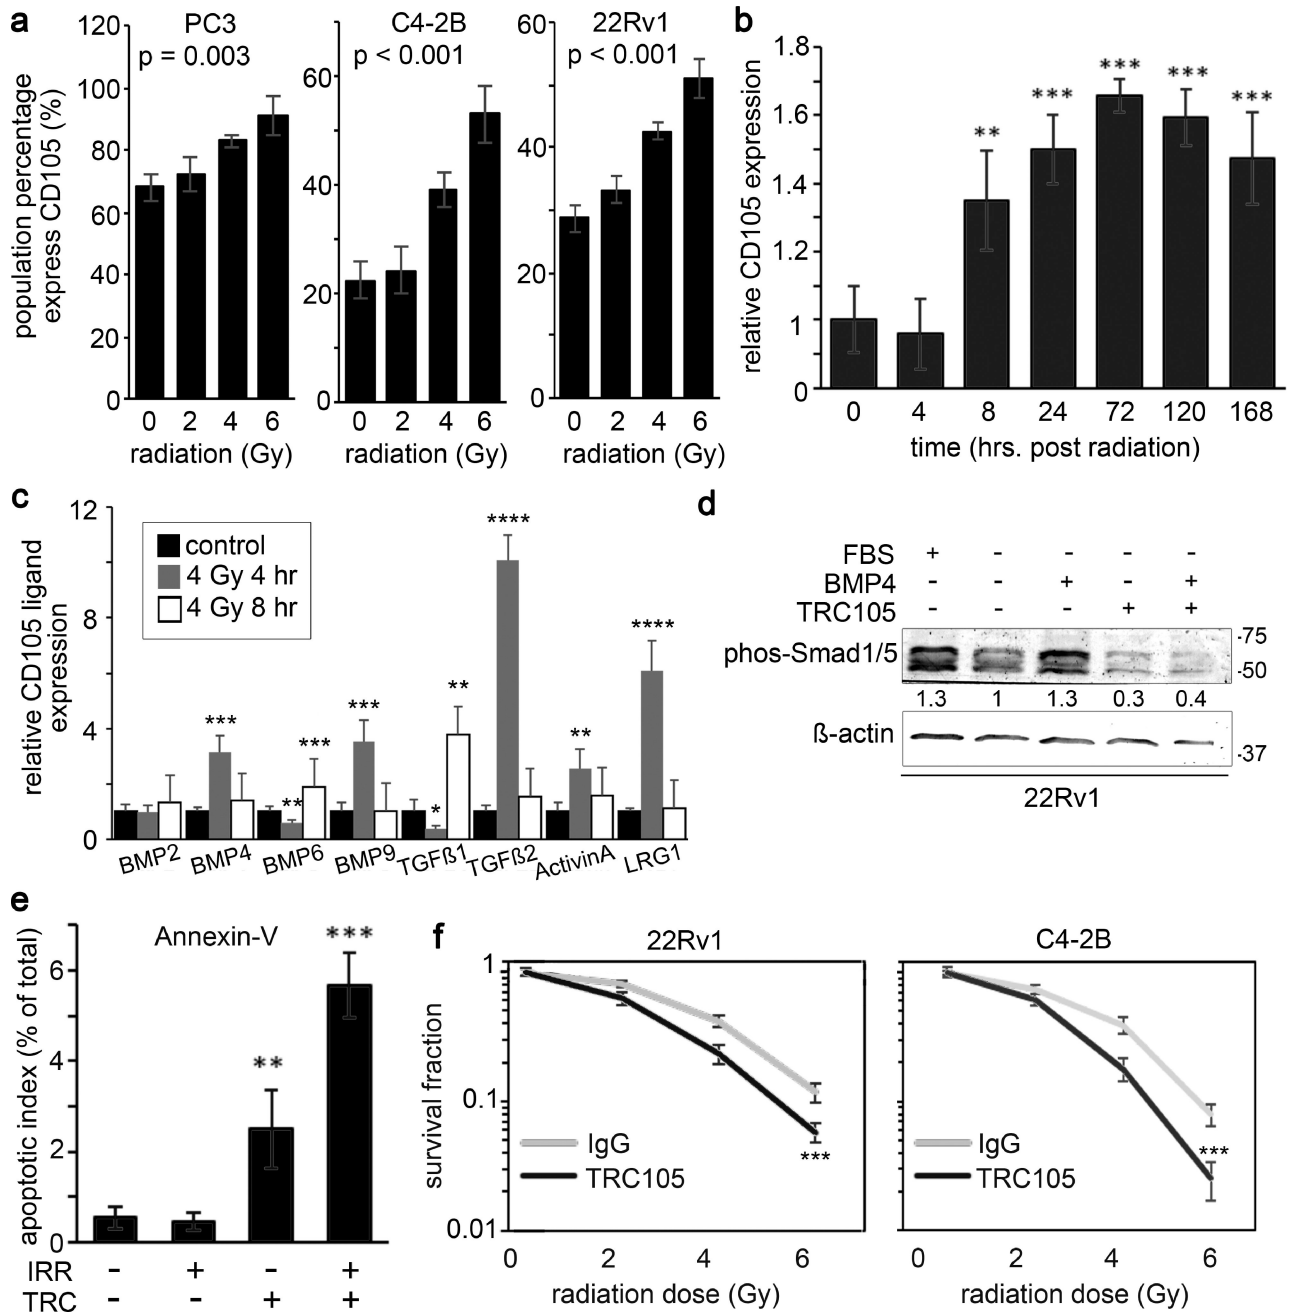 a
PC3
p = 0.003
C4-2B
p < 0.001
22Rv1
p < 0.001
population percentage
express CD105 (%)
120
100
80
60
40
20
0
60
40
20
0
60
40
20
0
0 2 4 6
0 2 4 6
0 2 4 6
radiation (Gy)
radiation (Gy)
radiation (Gy)
b
relative CD105 expression
1.8
1.6
1.4
1.2
1
0
** *** *** *** ***
0 4 8 24 72 120 168
time (hrs. post radiation)
c
relative CD105 ligand
expression
12
8
4
0
control
4 Gy 4 hr
4 Gy 8 hr
*** ** *** *** * ** **** ** ****
BMP2 BMP4 BMP6 BMP9 TGFß1 TGFß2 ActivinA LRG1
d
FBS + - - - -
BMP4 - - + - +
TRC105 - - - + +
phos-Smad1/5
-75
-50
1.3 1 1.3 0.3 0.4
ß-actin
-37
22Rv1
e
Annexin-V
apoptotic index (% of total)
6
4
2
0
** ***
IRR - + - +
TRC - - + +
f
22Rv1
survival fraction
1
0.1
0.01
IgG
TRC105
***
0 2 4 6
radiation dose (Gy)
C4-2B
IgG
TRC105
***
0 2 4 6
radiation dose (Gy)